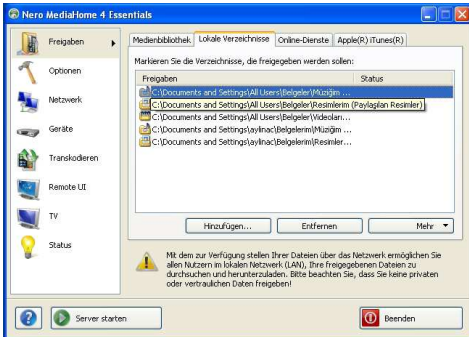 Nero MediaHome 4 Essentials
Freigaben
Optionen
Netzwerk
Geräte
Transkodieren
Remote UI
TV
Status
Medienbibliothek Lokale Verzeichnisse Online-Dienste Apple(R) iTunes(R)
Markieren Sie die Verzeichnisse, die freigegeben werden sollen:
Freigaben Status
C:\Documents and Settings\All Users\Belgeler\Müziğim ...
C:\Documents and Settings\All Users\Belgeler\Resimlerim (Paylaşılan Resimler)
C:\Documents and Settings\All Users\Belgeler\Videoları...
C:\Documents and Settings\aylinac\Belgelerim\Müziğim ...
C:\Documents and Settings\aylinac\Belgelerim\Resimler...
Hinzufügen... Entfernen Mehr
Mit dem zur Verfügung stellen Ihrer Dateien über das Netzwerk ermöglichen Sie
allen Nutzern im lokalen Netzwerk (LAN), Ihre freigegebenen Dateien zu
durchsuchen und herunterzuladen. Bitte beachten Sie, dass Sie keine privaten
oder vertraulichen Daten freigeben!
Server starten Beenden